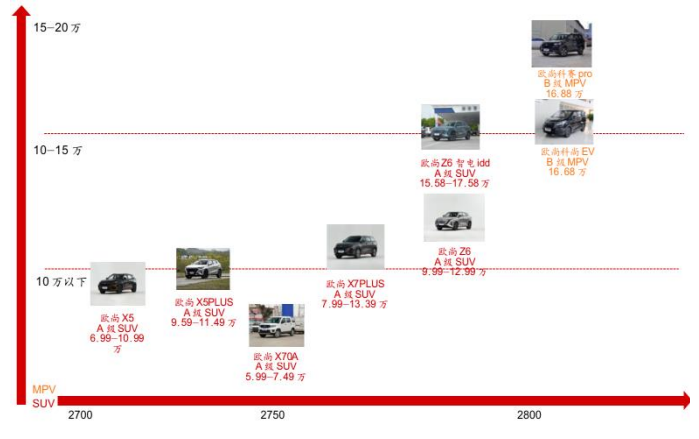 15-20 万
欧尚科赛 pro
B 级 MPV
16.88 万
10-15 万
欧尚 Z6 智电 idd
A 级 SUV
15.58-17.58 万
欧尚科尚 EV
B 级 MPV
16.68 万
欧尚 Z6
A 级 SUV
9.99-12.99 万
10 万以下
欧尚 X7PLUS
A 级 SUV
7.99-13.39 万
欧尚 X5PLUS
A 级 SUV
9.59-11.49 万
欧尚 X5
A 级 SUV
6.99-10.99
万
欧尚 X70A
A 级 SUV
5.99-7.49 万
MPV
SUV
2700
2750
2800